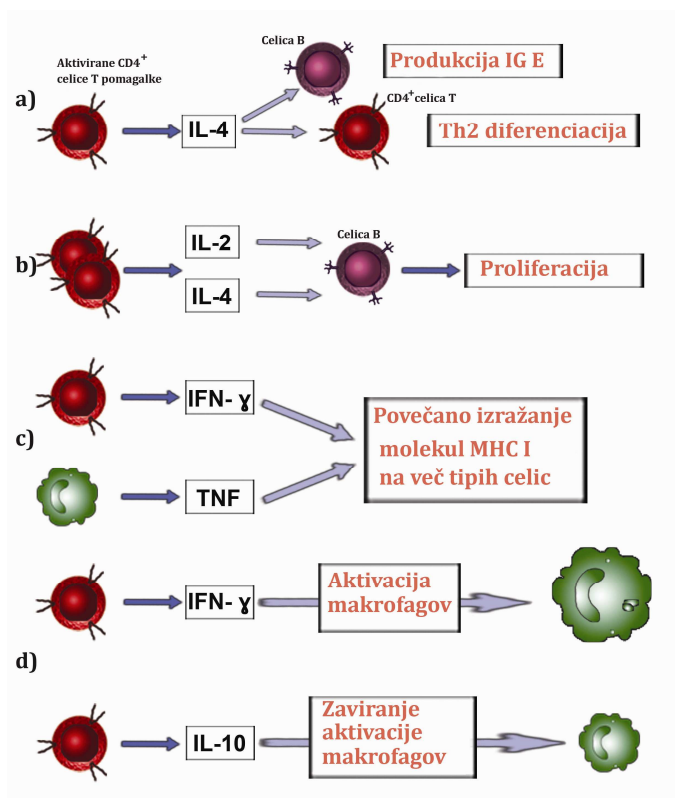 Celica B
Produkcija IG E
Aktivirane CD4+
celice T pomagalke
a)
CD4+celica T
IL-4
Th2 diferenciacija
IL-2
Celica B
b)
Proliferacija
IL-4
IFN- Ɣ
Povečano izražanje
molekul MHC I
na več tipih celic
c)
TNF
IFN- Ɣ
Aktivacija
makrofagov
d)
IL-10
Zaviranje
aktivacije
makrofagov